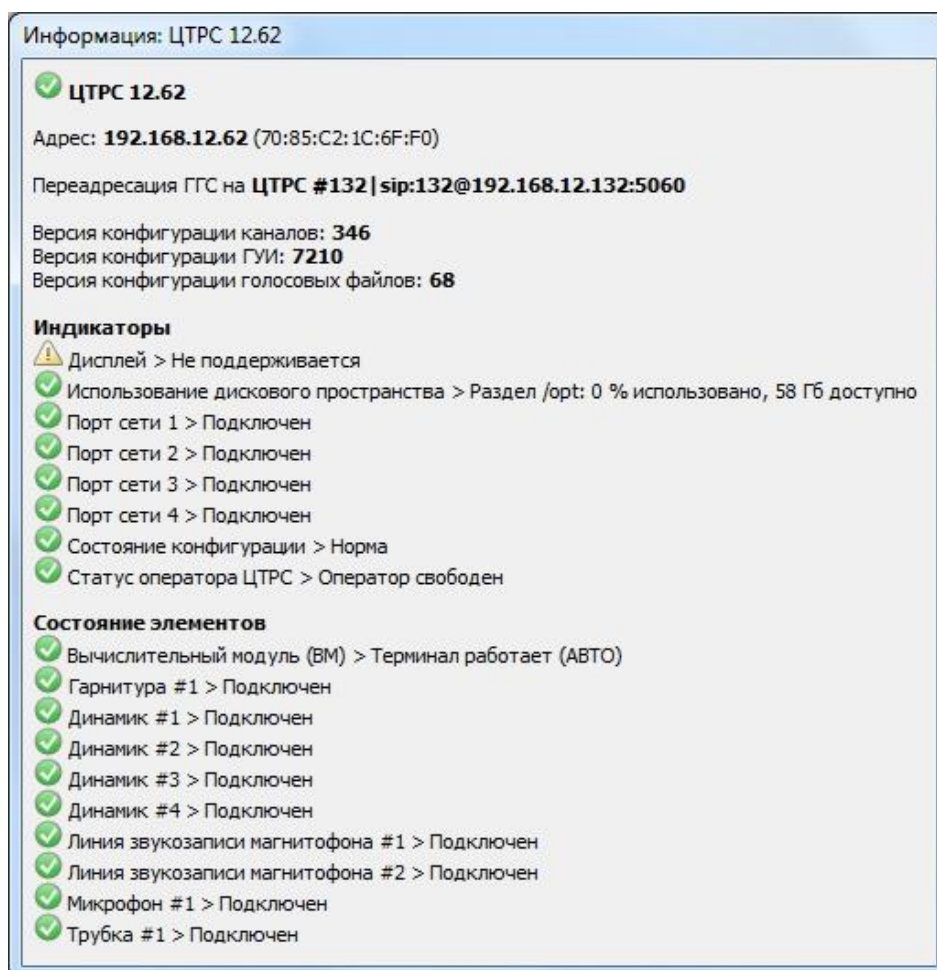 Информация: ЦТРС 12.62
ЦТРС 12.62
Адрес: 192.168.12.62 (70:85:C2:1C:6F:F0)
Переадресация ГГС на ЦТРС #132|sip:132@192.168.12.132:5060
Версия конфигурации каналов: 346
Версия конфигурации ГУИ: 7210
Версия конфигурации голосовых файлов: 68
Индикаторы
Дисплей > Не поддерживается
Использование дискового пространства > Раздел /opt: 0 % использовано, 58 Гб доступно
Порт сети 1 > Подключен
Порт сети 2 > Подключен
Порт сети 3 > Подключен
Порт сети 4 > Подключен
Состояние конфигурации > Норма
Статус оператора ЦТРС > Оператор свободен
Состояние элементов
Вычислительный модуль (ВМ) > Терминал работает (АВТО)
Гарнитура #1 > Подключен
Динамик #1 > Подключен
Динамик #2 > Подключен
Динамик #3 > Подключен
Динамик #4 > Подключен
Линия звукозаписи магнитофона #1 > Подключен
Линия звукозаписи магнитофона #2 > Подключен
Микрофон #1 > Подключен
Трубка #1 > Подключен